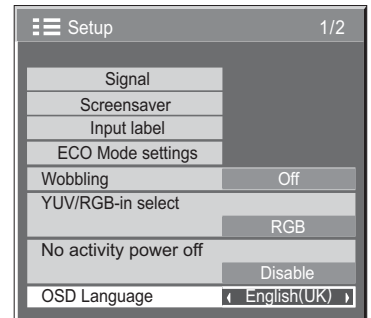 Setup 1/2
Signal
Screensaver
Input label
ECO Mode settings
Wobbling Off
YUV/RGB-in select
RGB
No activity power off
Disable
OSD Language English(UK)